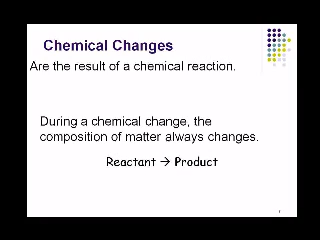 Chemical Changes
Are the result of a chemical reaction.
During a chemical change, the
composition of matter always changes.
Reactant → Product